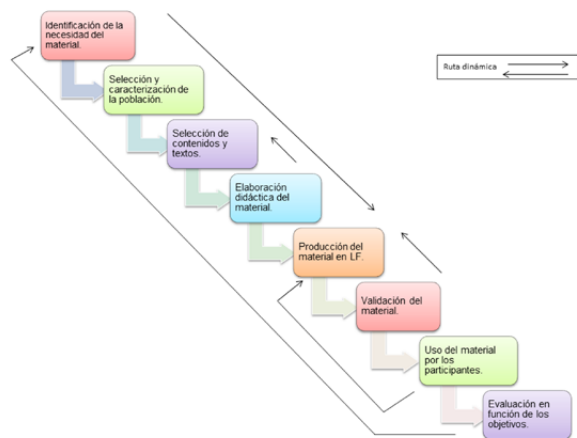 Identificación de la
necesidad del
material.
Selección y
caracterización de
la población.
Selección de
contenidos y
textos.
Elaboración
didáctica del
material.
Producción del
material en LF.
Validación del
material.
Uso del material
por los
participantes.
Evaluación en
función de los
objetivos.
Ruta dinámica